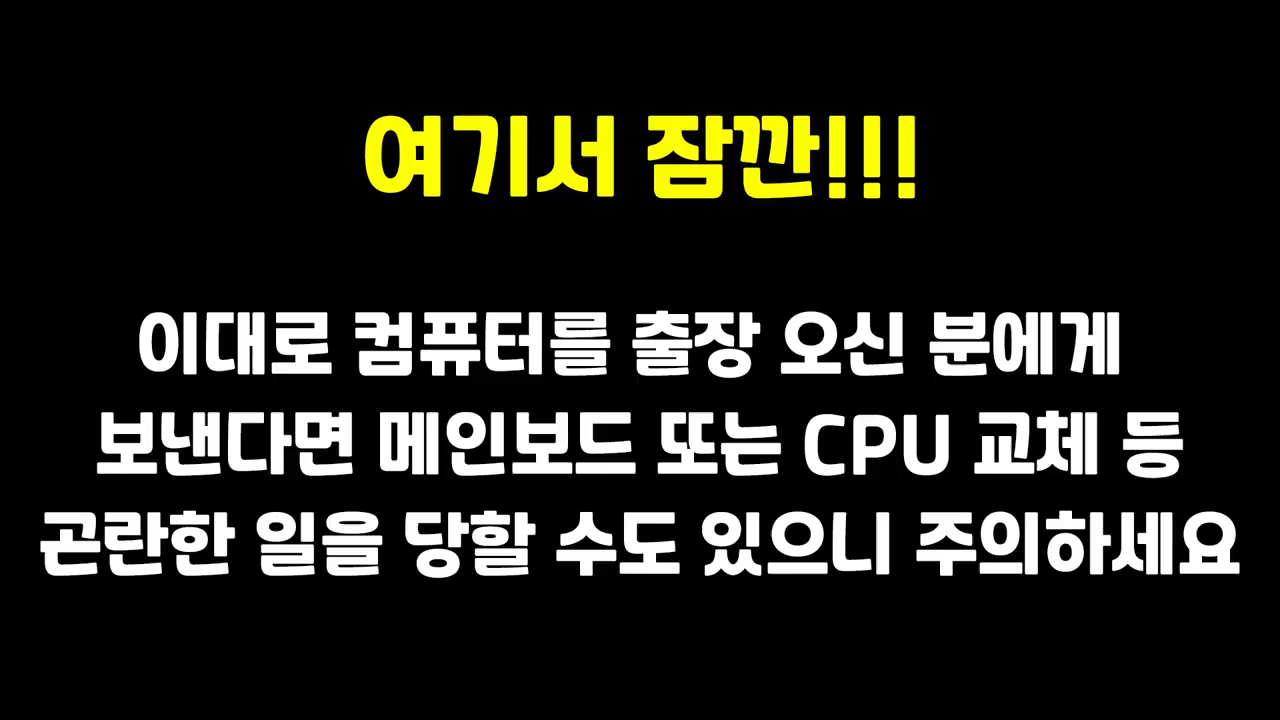 여기서 잠깐!!!
이대로 컴퓨터를 출장 오신 분에게
보낸다면 메인보드 또는 CPU 교체 등
곤란한 일을 당할 수도 있으니 주의하세요